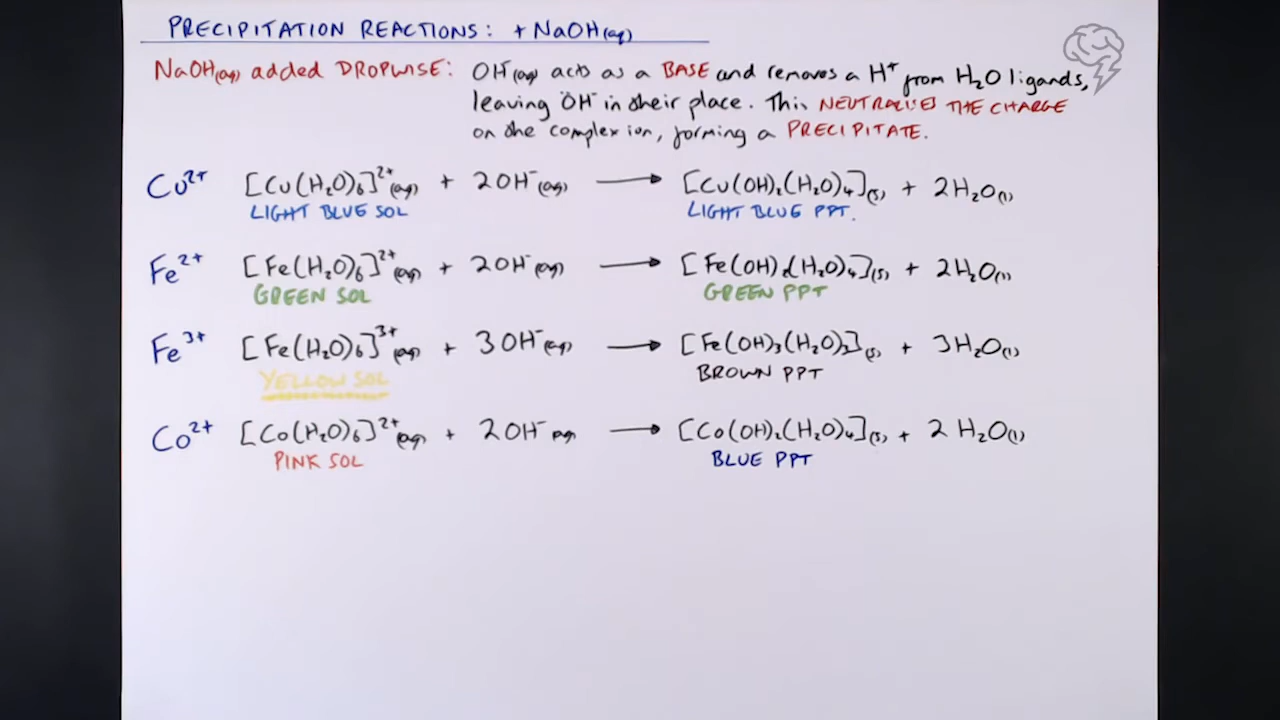 PRECIPITATION REACTIONS: + NaOH(aq)
NaOH(aq) added DROPWISE: OH⁻(aq) acts as a BASE and removes a H⁺ from H₂O ligands,
leaving OH⁻ in their place. This NEUTRALISES THE CHARGE
on the complex ion, forming a PRECIPITATE.
Cu²⁺ [Cu(H₂O)₆]²⁺(aq) + 2OH⁻(aq) → [Cu(OH)₂(H₂O)₄](s) + 2H₂O(l)
LIGHT BLUE SOL LIGHT BLUE PPT.
Fe²⁺ [Fe(H₂O)₆]²⁺(aq) + 2OH⁻(aq) → [Fe(OH)₂(H₂O)₄](s) + 2H₂O(l)
GREEN SOL GREEN PPT
Fe³⁺ [Fe(H₂O)₆]³⁺(aq) + 3OH⁻(aq) → [Fe(OH)₃(H₂O)₃](s) + 3H₂O(l)
YELLOW SOL BROWN PPT
Co²⁺ [Co(H₂O)₆]²⁺(aq) + 2OH⁻(aq) → [Co(OH)₂(H₂O)₄](s) + 2H₂O(l)
PINK SOL BLUE PPT